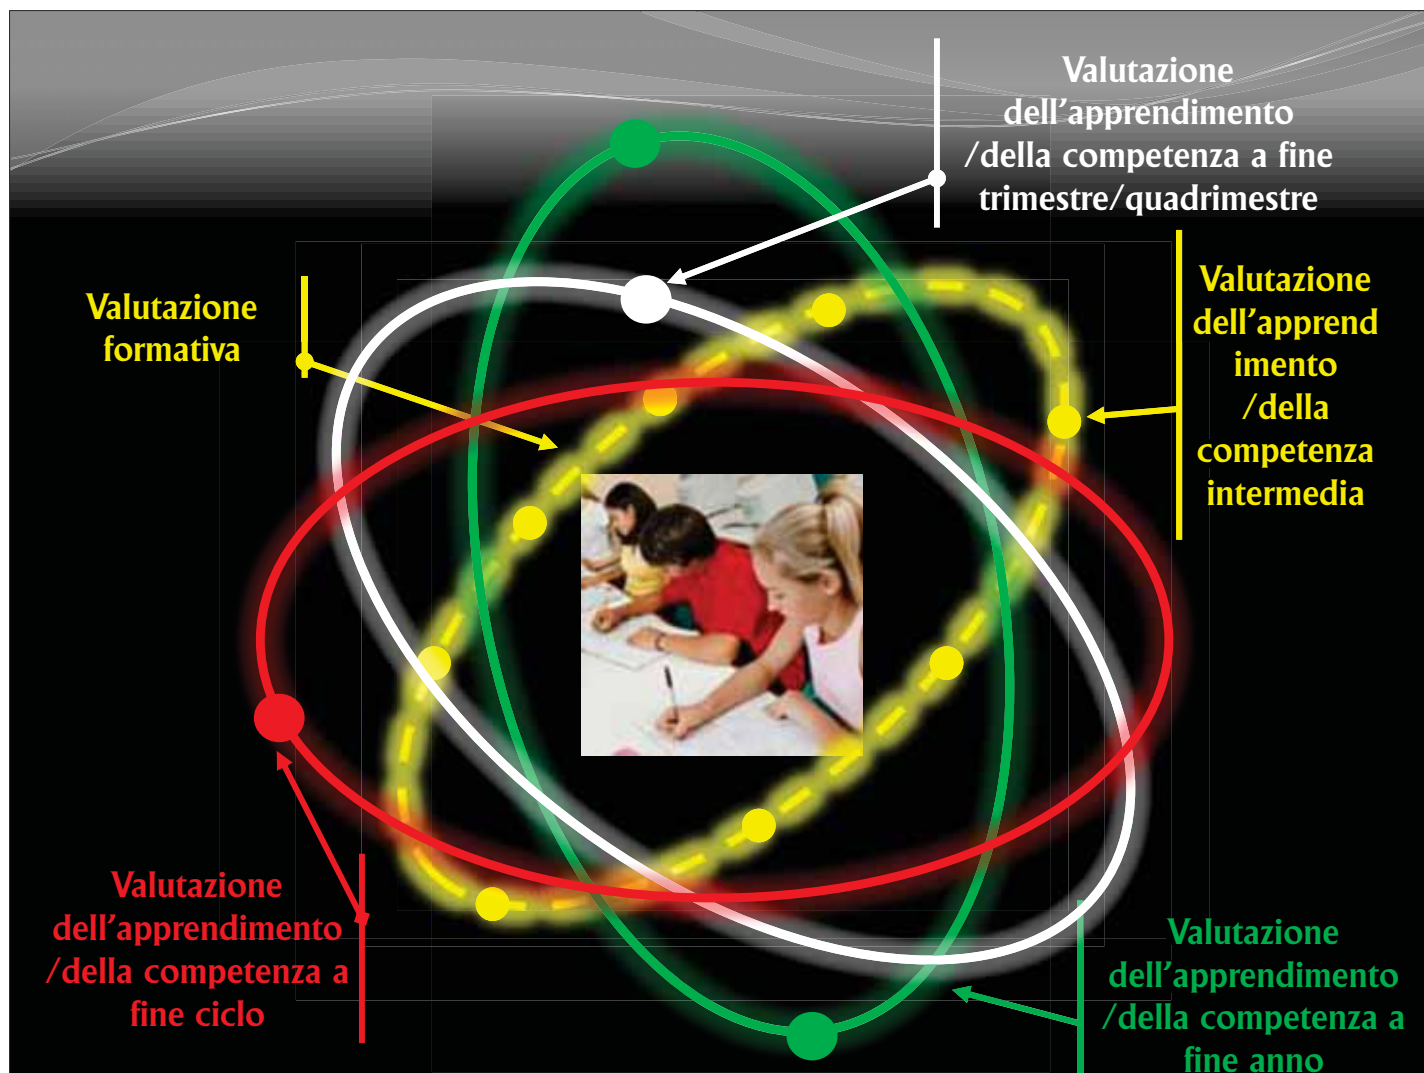 Valutazione
dell’apprendimento
/della competenza a fine
trimestre/quadrimestre
Valutazione
formativa
Valutazione
dell’apprend
imento
/della
competenza
intermedia
Valutazione
dell’apprendimento
/della competenza a
fine ciclo
Valutazione
dell’apprendimento
/della competenza a
fine anno